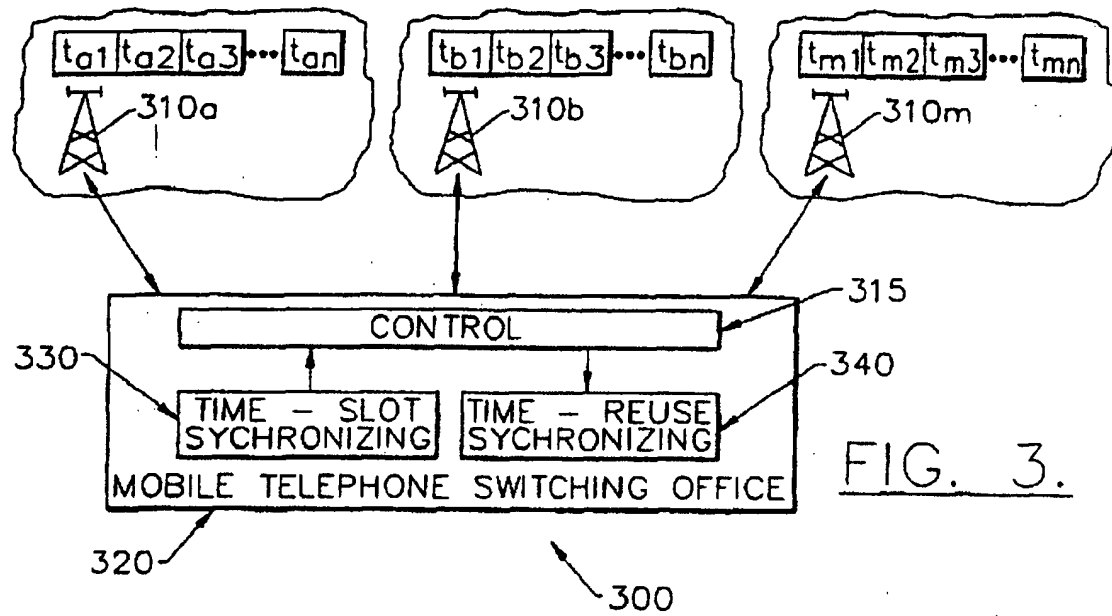 ta1 ta2 ta3 ••• tan
tb1 tb2 tb3 ••• tbn
tm1 tm2 tm3 ••• tmn
310a
310b
310m
315
CONTROL
330
340
TIME - SLOT
SYCHRONIZING
TIME - REUSE
SYCHRONIZING
MOBILE TELEPHONE SWITCHING OFFICE
FIG. 3.
320
300